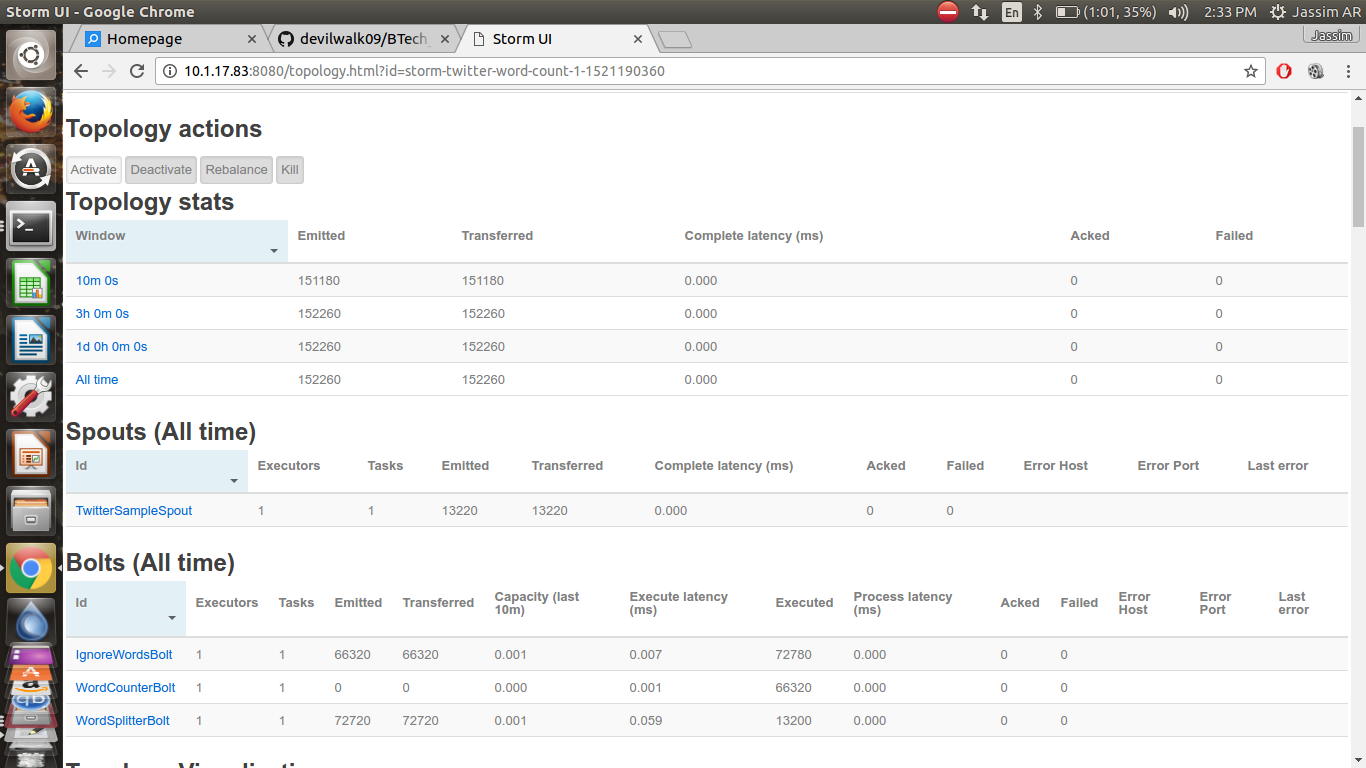 Storm UI - Google Chrome
En (1:01, 35%) 2:33 PM Jassim AR
Homepage devilwalk09/BTech Storm UI Jassim
10.1.17.83:8080/topology.html?id=storm-twitter-word-count-1-1521190360
Topology actions
Activate Deactivate Rebalance Kill
Topology stats
Window Emitted Transferred Complete latency (ms) Acked Failed
10m 0s 151180 151180 0.000 0 0
3h 0m 0s 152260 152260 0.000 0 0
1d 0h 0m 0s 152260 152260 0.000 0 0
All time 152260 152260 0.000 0 0
Spouts (All time)
Id Executors Tasks Emitted Transferred Complete latency (ms) Acked Failed Error Host Error Port Last error
TwitterSampleSpout 1 1 13220 13220 0.000 0 0
Bolts (All time)
Id Executors Tasks Emitted Transferred Capacity (last 10m) Execute latency (ms) Executed Process latency (ms) Acked Failed Error Host Error Port Last error
IgnoreWordsBolt 1 1 66320 66320 0.001 0.007 72780 0.000 0 0
WordCounterBolt 1 1 0 0 0.000 0.001 66320 0.000 0 0
WordSplitterBolt 1 1 72720 72720 0.001 0.059 13200 0.000 0 0